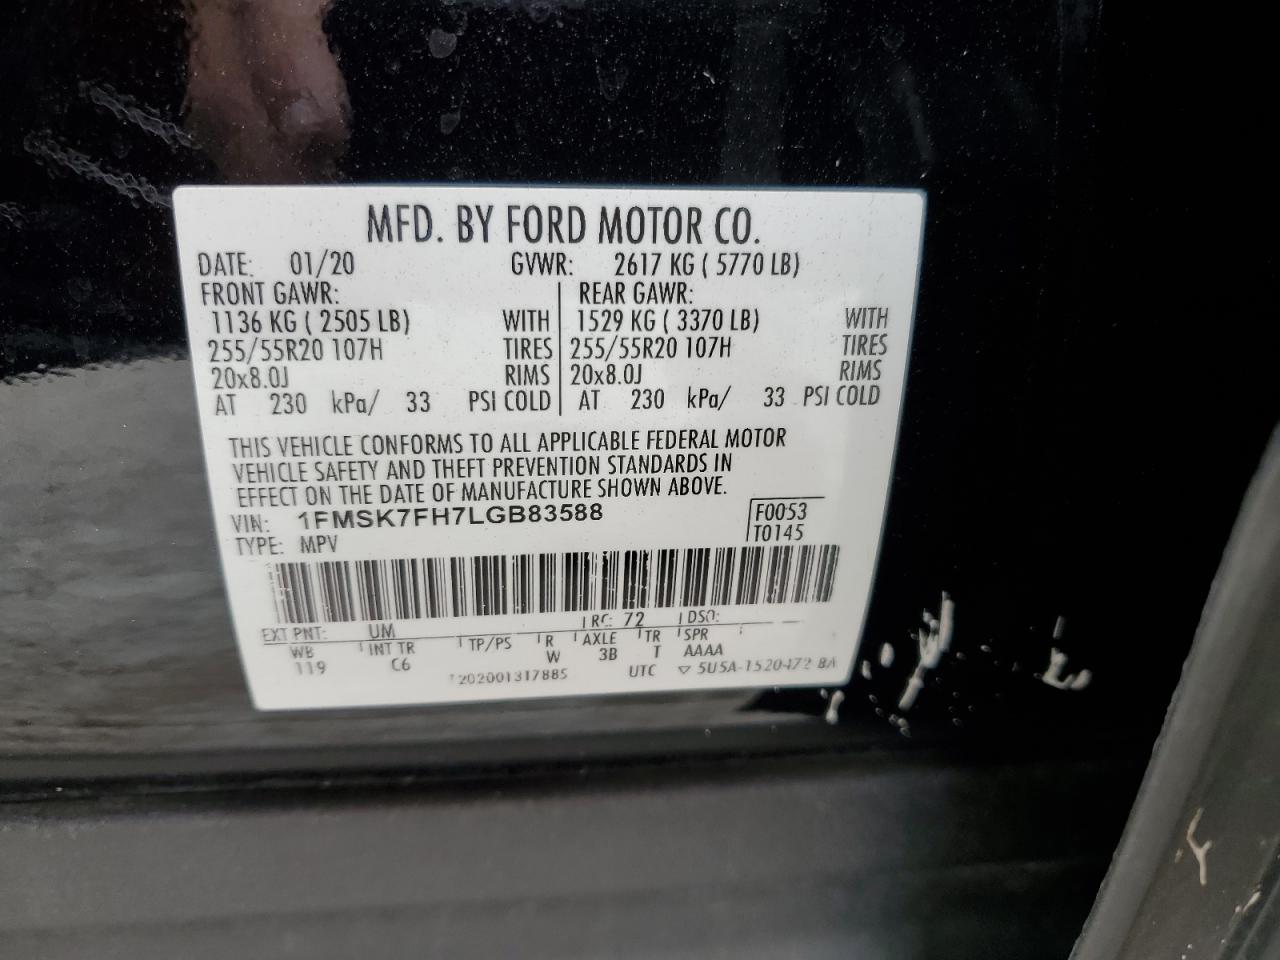 MFD. BY FORD MOTOR CO.
DATE: 01/20 GVWR: 2617 KG ( 5770 LB)
FRONT GAWR: REAR GAWR:
1136 KG ( 2505 LB) WITH 1529 KG ( 3370 LB) WITH
255/55R20 107H TIRES 255/55R20 107H TIRES
20x8.0J RIMS 20x8.0J RIMS
AT 230 kPa/ 33 PSI COLD AT 230 kPa/ 33 PSI COLD
THIS VEHICLE CONFORMS TO ALL APPLICABLE FEDERAL MOTOR
VEHICLE SAFETY AND THEFT PREVENTION STANDARDS IN
EFFECT ON THE DATE OF MANUFACTURE SHOWN ABOVE.
VIN: 1FMSK7FH7LGB83588 F0053
TYPE: MPV T0145
EXT PNT: UM RC: 72 DSO:
WB INT TR TP/PS R AXLE TR SPR
119 C6 W 3B T AAAA
202001317885 UTC ▽ 5U5A-1520472-BA